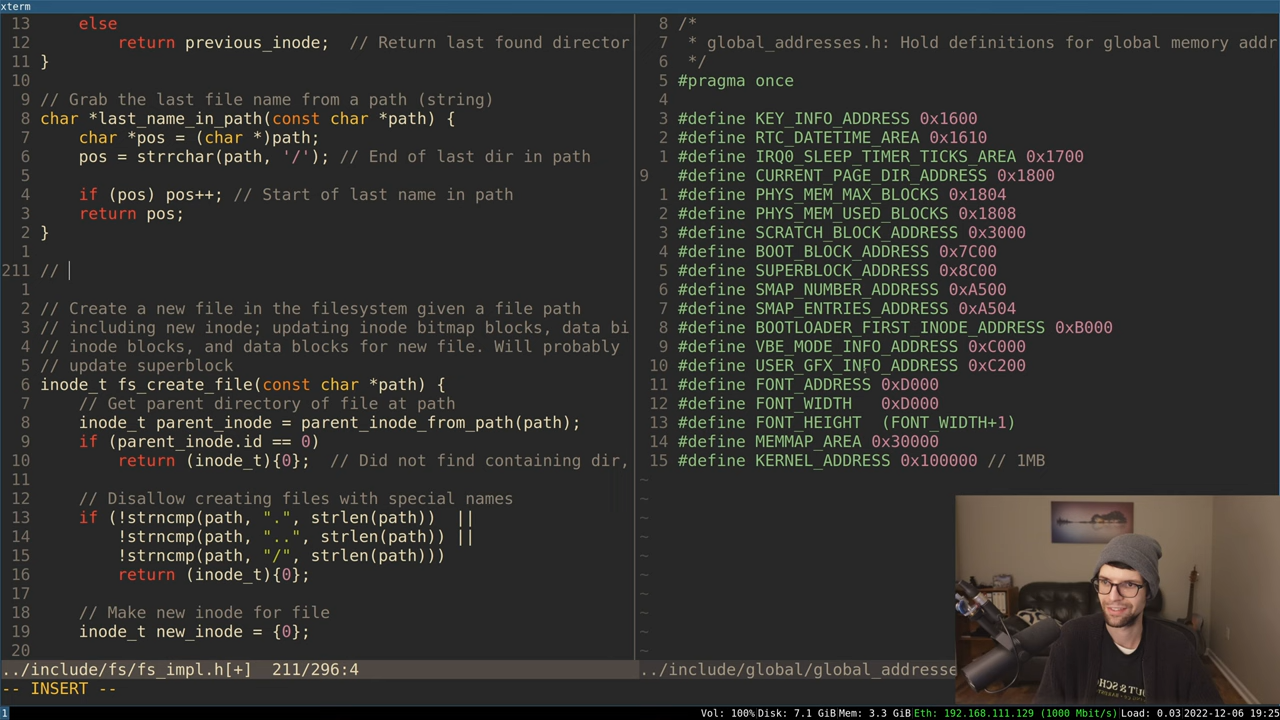 xterm
13 else
12 return previous_inode; // Return last found director
11 }
10
9 // Grab the last file name from a path (string)
8 char *last_name_in_path(const char *path) {
7 char *pos = (char *)path;
6 pos = strrchar(path, '/'); // End of last dir in path
5
4 if (pos) pos++; // Start of last name in path
3 return pos;
2 }
1
211 //
1
2 // Create a new file in the filesystem given a file path
3 // including new inode; updating inode bitmap blocks, data bi
4 // inode blocks, and data blocks for new file. Will probably
5 // update superblock
6 inode_t fs_create_file(const char *path) {
7 // Get parent directory of file at path
8 inode_t parent_inode = parent_inode_from_path(path);
9 if (parent_inode.id == 0)
10 return (inode_t){0}; // Did not find containing dir,
11
12 // Disallow creating files with special names
13 if (!strncmp(path, ".", strlen(path)) ||
14 !strncmp(path, "..", strlen(path)) ||
15 !strncmp(path, "/", strlen(path)))
16 return (inode_t){0};
17
18 // Make new inode for file
19 inode_t new_inode = {0};
20
../include/fs/fs_impl.h[+] 211/296:4
-- INSERT --
8 /*
7 * global_addresses.h: Hold definitions for global memory addr
6 */
5 #pragma once
4
3 #define KEY_INFO_ADDRESS 0x1600
2 #define RTC_DATETIME_AREA 0x1610
1 #define IRQ0_SLEEP_TIMER_TICKS_AREA 0x1700
9 #define CURRENT_PAGE_DIR_ADDRESS 0x1800
1 #define PHYS_MEM_MAX_BLOCKS 0x1804
2 #define PHYS_MEM_USED_BLOCKS 0x1808
3 #define SCRATCH_BLOCK_ADDRESS 0x3000
4 #define BOOT_BLOCK_ADDRESS 0x7C00
5 #define SUPERBLOCK_ADDRESS 0x8C00
6 #define SMAP_NUMBER_ADDRESS 0xA500
7 #define SMAP_ENTRIES_ADDRESS 0xA504
8 #define BOOTLOADER_FIRST_INODE_ADDRESS 0xB000
9 #define VBE_MODE_INFO_ADDRESS 0xC000
10 #define USER_GFX_INFO_ADDRESS 0xC200
11 #define FONT_ADDRESS 0xD000
12 #define FONT_WIDTH 0xD000
13 #define FONT_HEIGHT (FONT_WIDTH+1)
14 #define MEMMAP_AREA 0x30000
15 #define KERNEL_ADDRESS 0x100000 // 1MB
~
~
~
~
~
~
~
~
~
../include/global/global_addresse
1 Vol: 100% Disk: 7.1 GiB Mem: 3.3 GiB Eth: 192.168.111.129 (1000 Mbit/s) Load: 0.03 2022-12-06 19:25